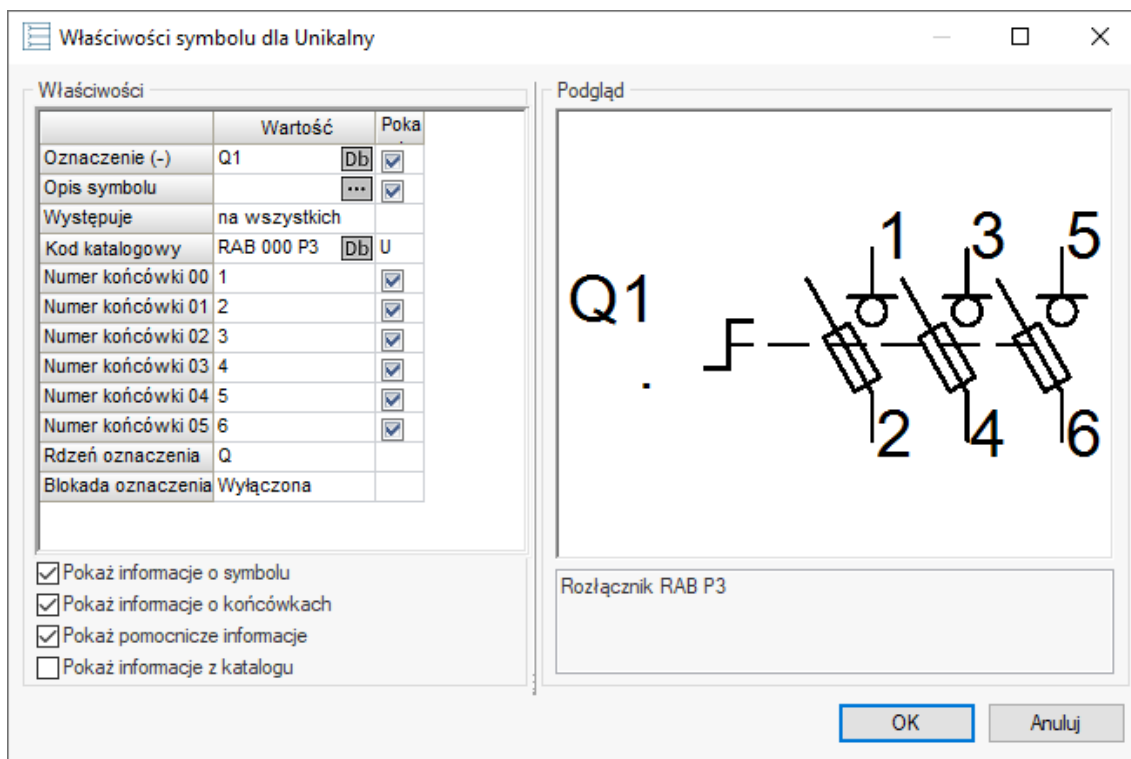 Właściwości symbolu dla Unikalny
Właściwości
Wartość Poka
Oznaczenie (-) Q1 Db
Opis symbolu ...
Występuje na wszystkich
Kod katalogowy RAB 000 P3 Db U
Numer końcówki 00 1
Numer końcówki 01 2
Numer końcówki 02 3
Numer końcówki 03 4
Numer końcówki 04 5
Numer końcówki 05 6
Rdzeń oznaczenia Q
Blokada oznaczenia Wyłączona
Pokaż informacje o symbolu
Pokaż informacje o końcówkach
Pokaż pomocnicze informacje
Pokaż informacje z katalogu
Podgląd
1 3 5
Q1
2 4 6
Rozłącznik RAB P3
OK Anuluj